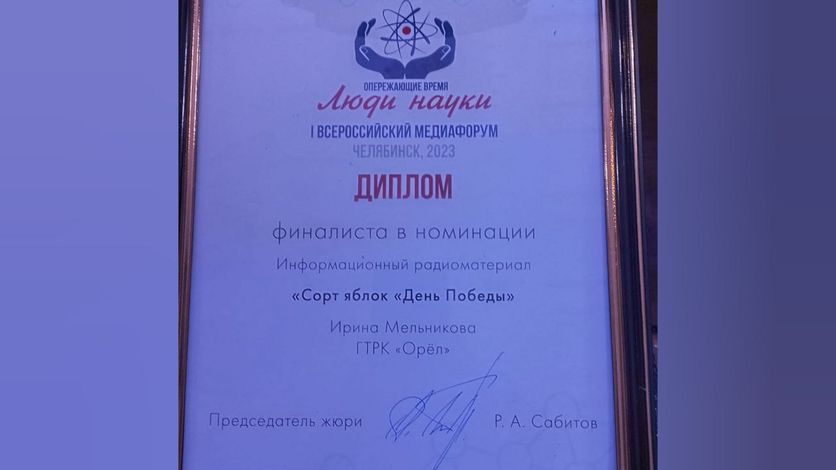 ОПЕРЕЖАЮЩИЕ ВРЕМЯ
Люди науки
I ВСЕРОССИЙСКИЙ МЕДИАФОРУМ
ЧЕЛЯБИНСК, 2023
ДИПЛОМ
финалиста в номинации
Информационный радиоматериал
«Сорт яблок «День Победы»
Ирина Мельникова
ГТРК «Орёл»
Председатель жюри Р. А. Сабитов